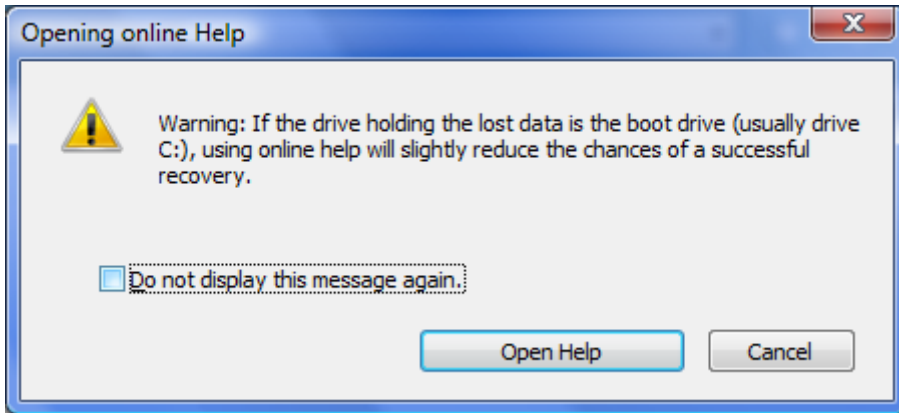 Opening online Help
Warning: If the drive holding the lost data is the boot drive (usually drive
C:), using online help will slightly reduce the chances of a successful
recovery.
Do not display this message again.
Open Help
Cancel